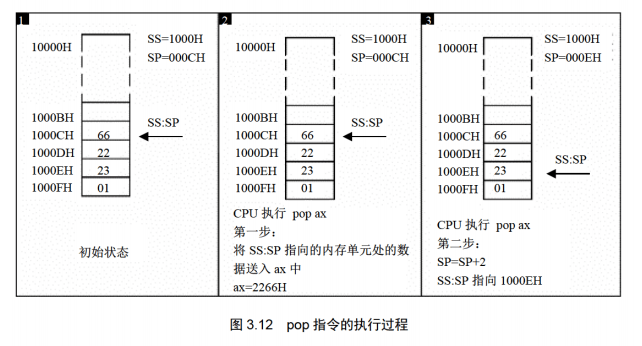 1
10000H
SS=1000H
SP=000CH
1000BH
1000CH 66
SS:SP
1000DH 22
1000EH 23
1000FH 01
初始状态
2
10000H
SS=1000H
SP=000CH
1000BH
1000CH 66
SS:SP
1000DH 22
1000EH 23
1000FH 01
CPU 执行 pop ax
第一步：
将 SS:SP 指向的内存单元处的数
据送入 ax 中
ax=2266H
3
10000H
SS=1000H
SP=000EH
1000BH
1000CH 66
1000DH 22
SS:SP
1000EH 23
1000FH 01
CPU 执行 pop ax
第二步：
SP=SP+2
SS:SP 指向 1000EH
图 3.12 pop 指令的执行过程